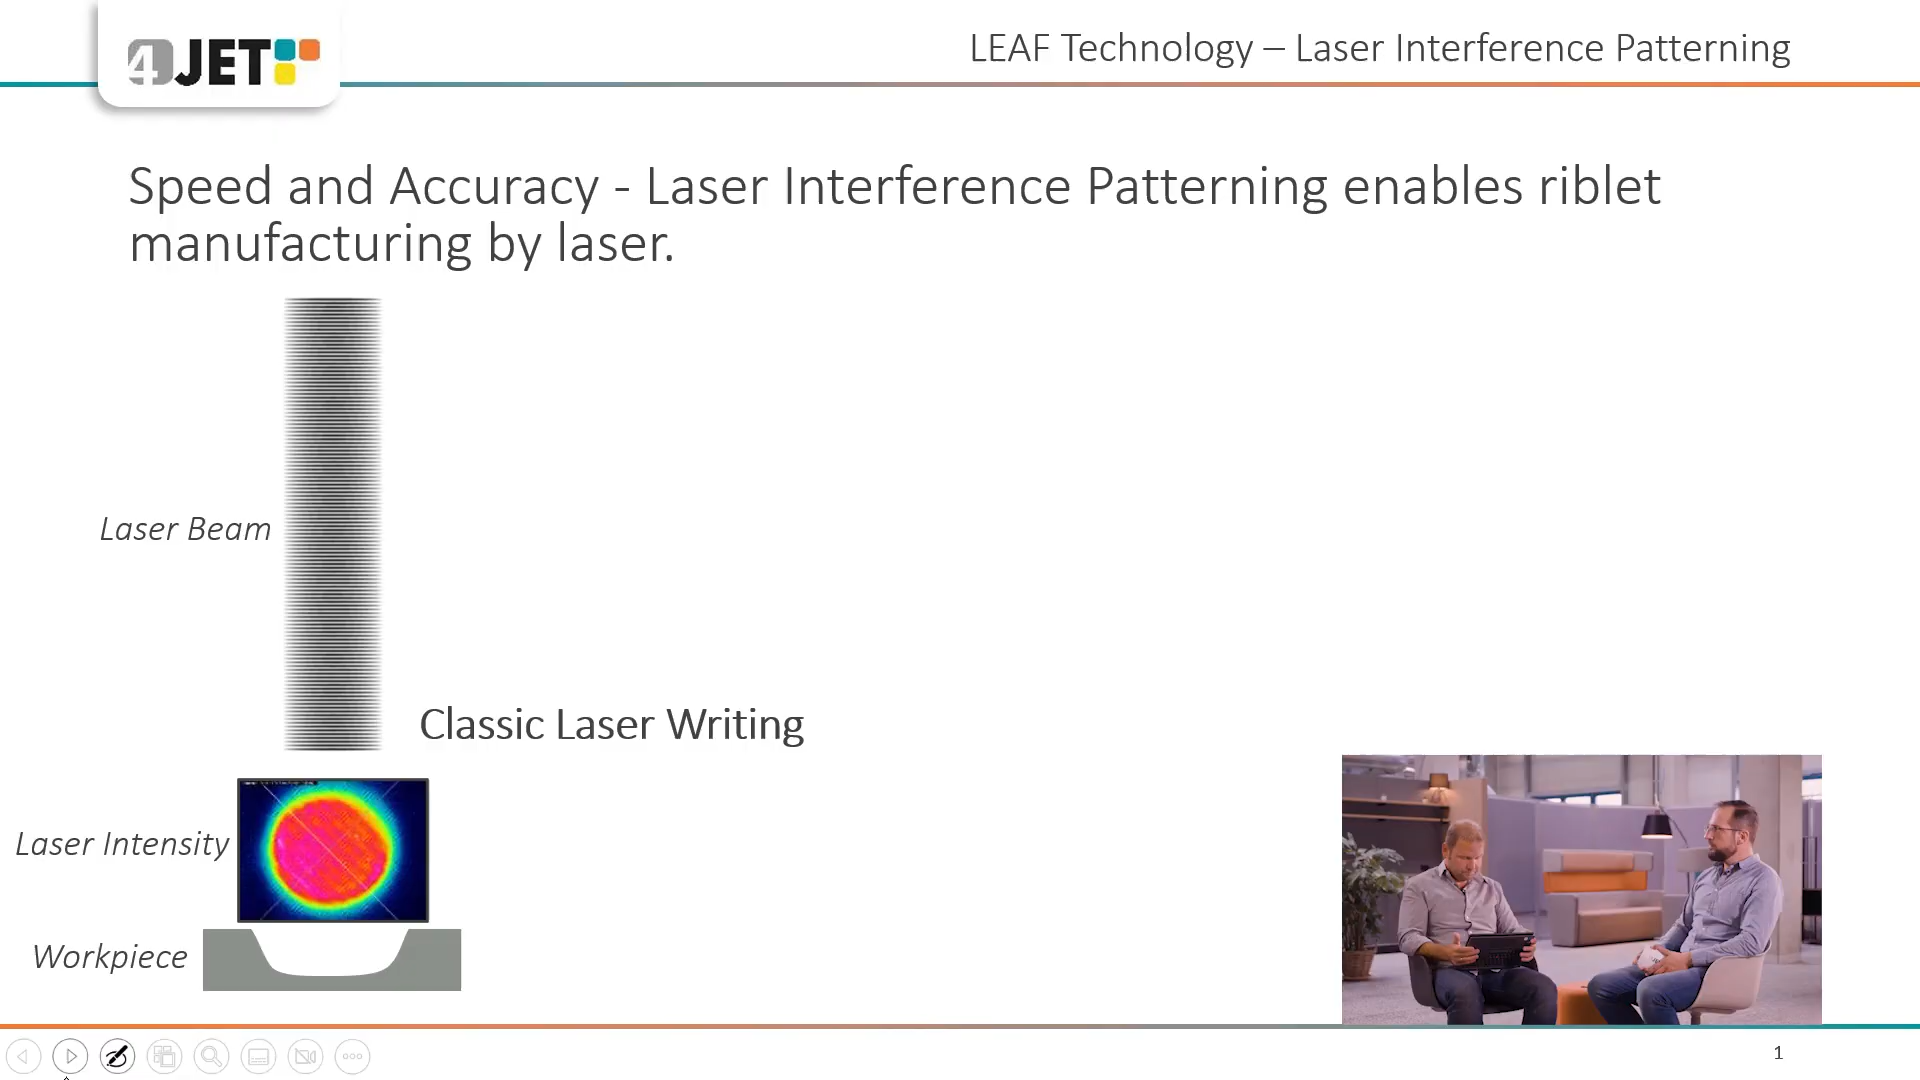 4JET
LEAF Technology – Laser Interference Patterning
Speed and Accuracy - Laser Interference Patterning enables riblet
manufacturing by laser.
Laser Beam
Classic Laser Writing
Laser Intensity
Workpiece
1